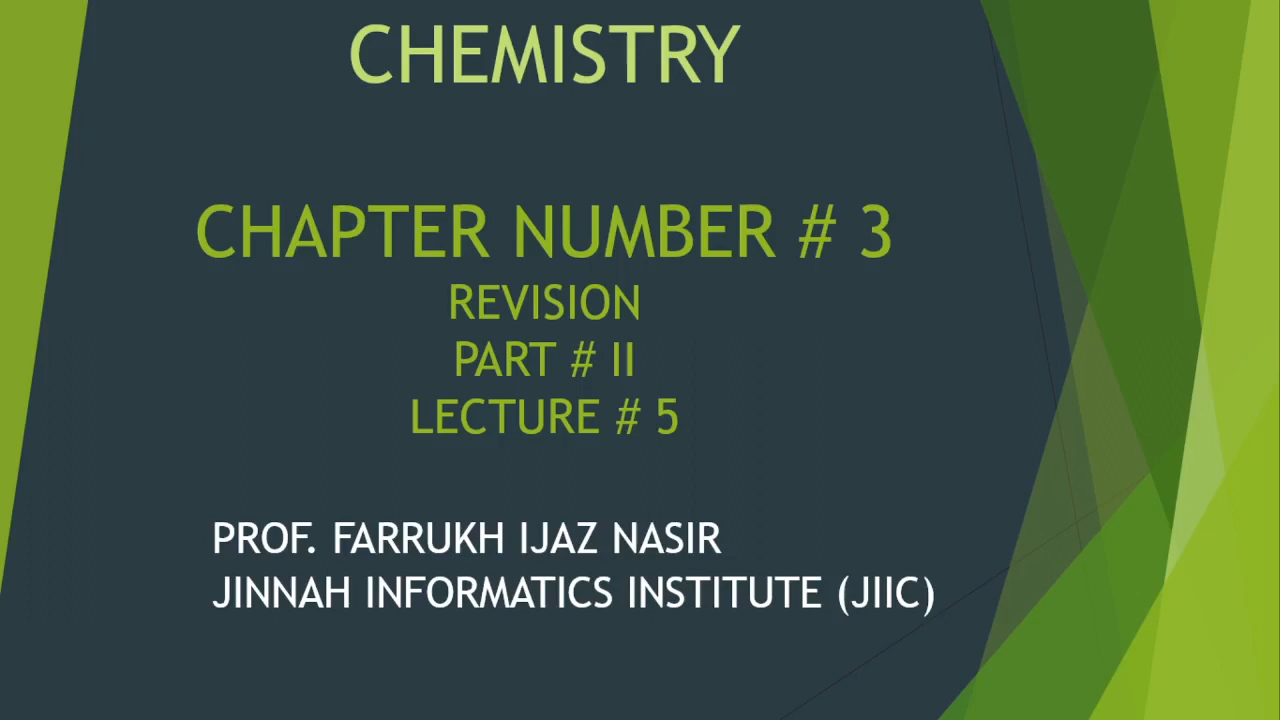 CHEMISTRY
CHAPTER NUMBER # 3
REVISION
PART # II
LECTURE # 5
PROF. FARRUKH IJAZ NASIR
JINNAH INFORMATICS INSTITUTE (JIIC)